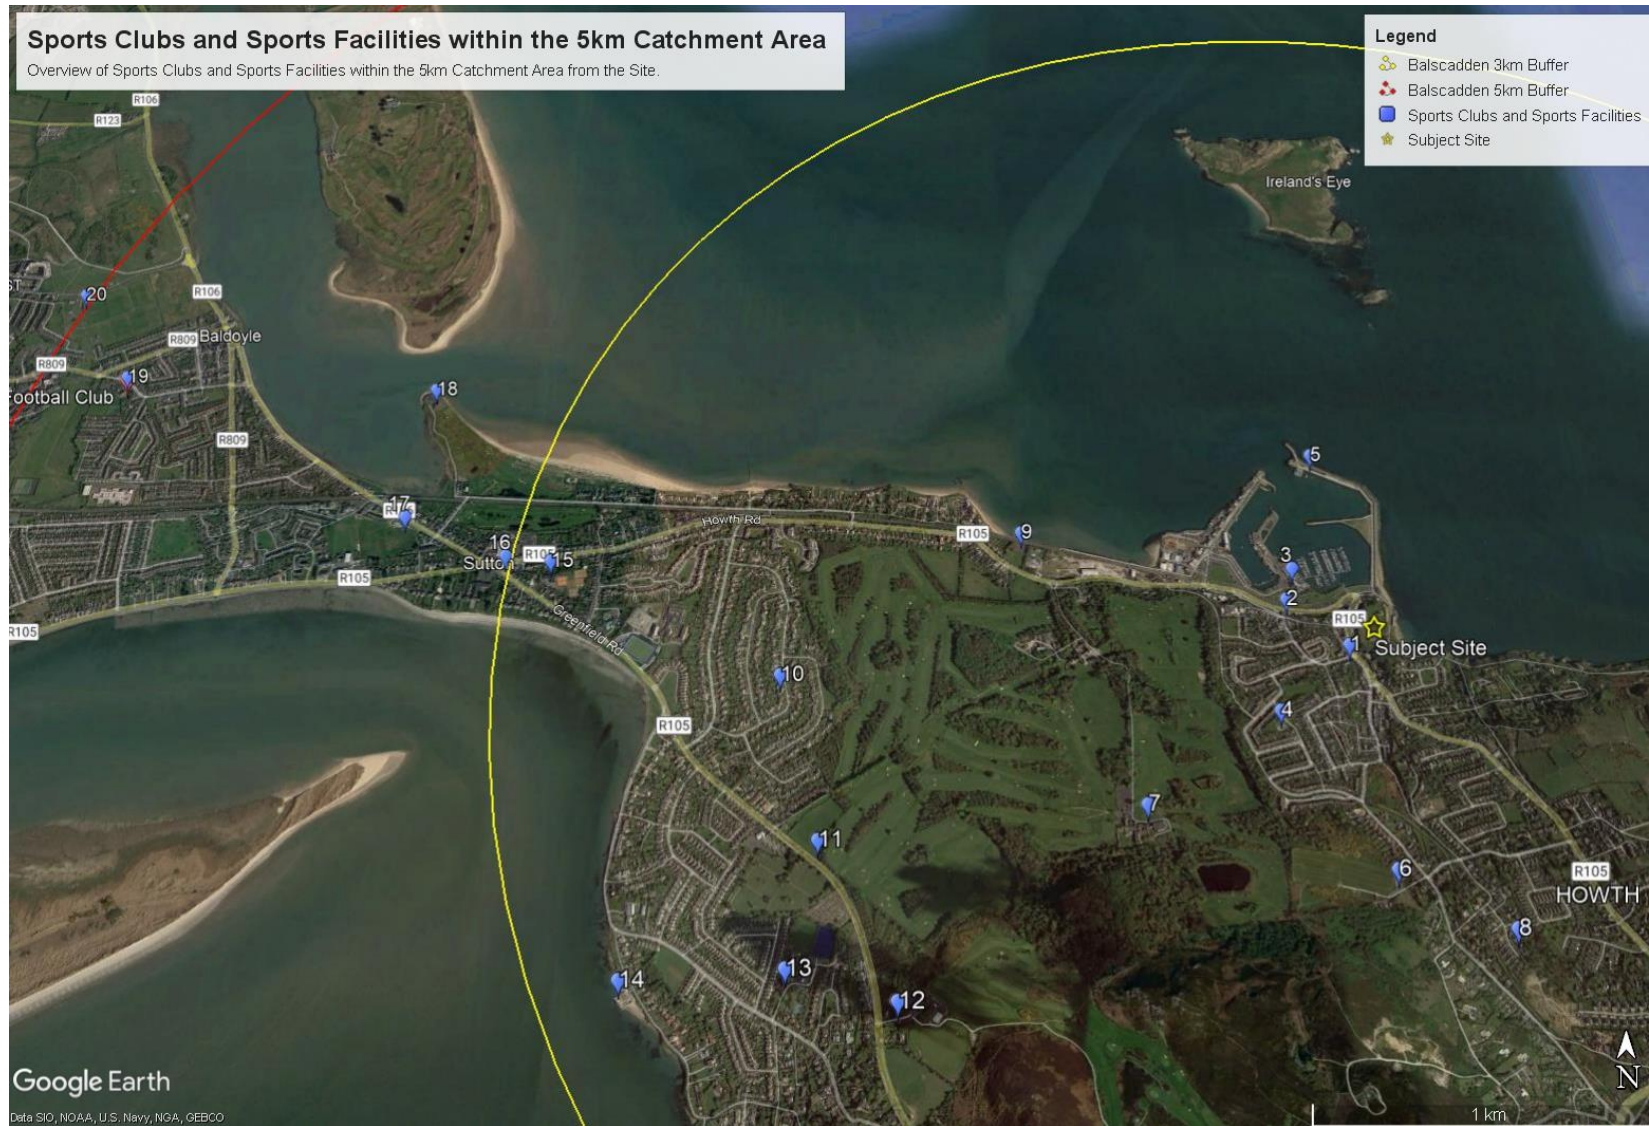 Sports Clubs and Sports Facilities within the 5km Catchment Area
Overview of Sports Clubs and Sports Facilities within the 5km Catchment Area from the Site.
Legend
Balscadden 3km Buffer
Balscadden 5km Buffer
Sports Clubs and Sports Facilities
Subject Site
R106
R123
Ireland's Eye
ST
20
R106
R809
Baldoyle
R809
19
Football Club
18
R809
5
17
Howth Rd
R105
9
16
R105
15
Sutton
3
R105
2
Greenfield Rd
R105
R105
1
Subject Site
10
4
R105
7
11
6
R105
HOWTH
8
13
14
12
Google Earth
N
Data SIO, NOAA, U.S. Navy, NGA, GEBCO
1 km